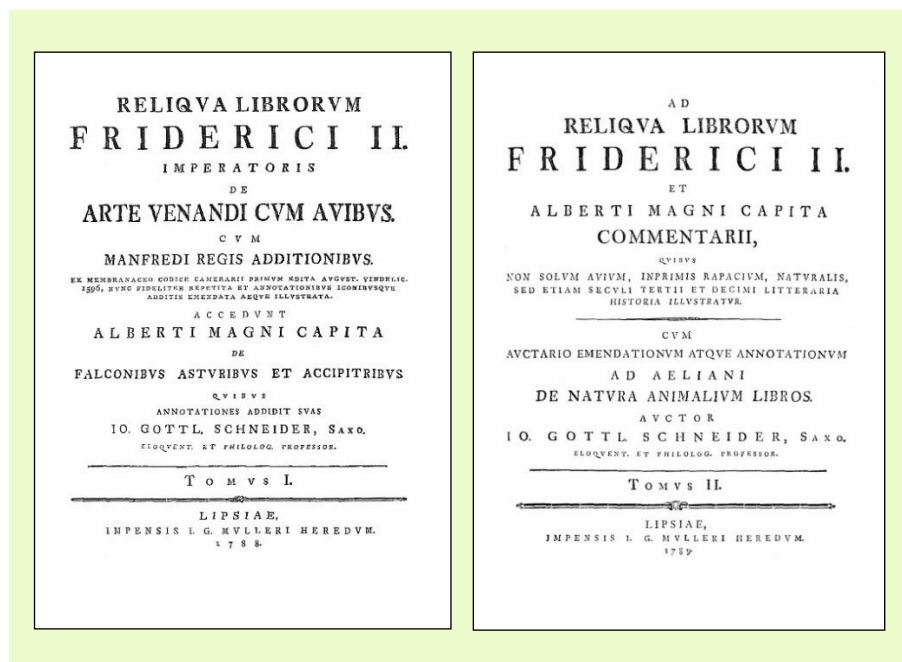 RELIQVA LIBRORVM
FRIDERICI II.
IMPERATORIS
DE
ARTE VENANDI CVM AVIBVS.
CVM
MANFREDI REGIS ADDITIONIBVS.
EX MEMBRANACEO CODICE CAMERARII PRIMVM EDITA AVGVST. VINDELIC.
1596, NVNC FIDELITER REPETITA ET ANNOTATIONIBVS ICONIBVSQVE
ADDITIS EMENDATA AEQVE ILLVSTRATA.
ACCEDVNT
ALBERTI MAGNI CAPITA
DE
FALCONIBVS ASTVRIBVS ET ACCIPITRIBVS
QVIBVS
ANNOTATIONES ADDIDIT SVAS
IO. GOTTL. SCHNEIDER, SAXO.
ELOQVENT. ET PHILOLOG. PROFESSOR.
TOMVS I.
LIPSIAE,
IMPENSIS I. G. MVLLERI HEREDVM.
1788.
AD
RELIQVA LIBRORVM
FRIDERICI II.
ET
ALBERTI MAGNI CAPITA
COMMENTARII,
QVIBVS
NON SOLVM AVIVM, INPRIMIS RAPACIVM, NATVRALIS,
SED ETIAM SECVLI TERTII ET DECIMI LITTERARIA
HISTORIA ILLVSTRATVR.
CVM
AVCTARIO EMENDATIONVM ATQVE ANNOTATIONVM
AD AELIANI
DE NATVRA ANIMALIVM LIBROS.
AVCTOR
IO. GOTTL. SCHNEIDER, SAXO.
ELOQVENT. ET PHILOLOG. PROFESSOR.
TOMVS II.
LIPSIAE,
IMPENSIS I. G. MVLLERI HEREDVM.
1789.